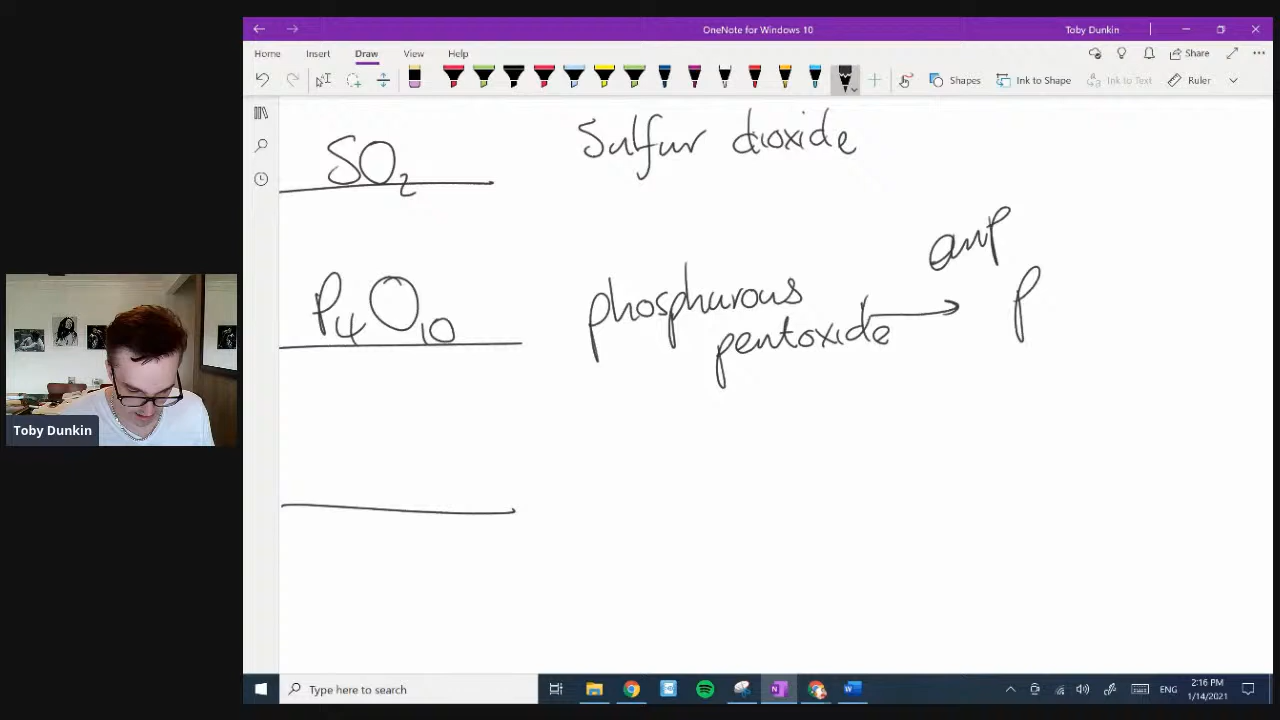 OneNote for Windows 10
Toby Dunkin
Home Insert Draw View Help
Share
Shapes Ink to Shape Ink to Text Ruler
SO2 Sulfur dioxide
P4O10 phosphurous
pentoxide
P
Toby Dunkin
Type here to search
ENG
2:16 PM
1/14/2021